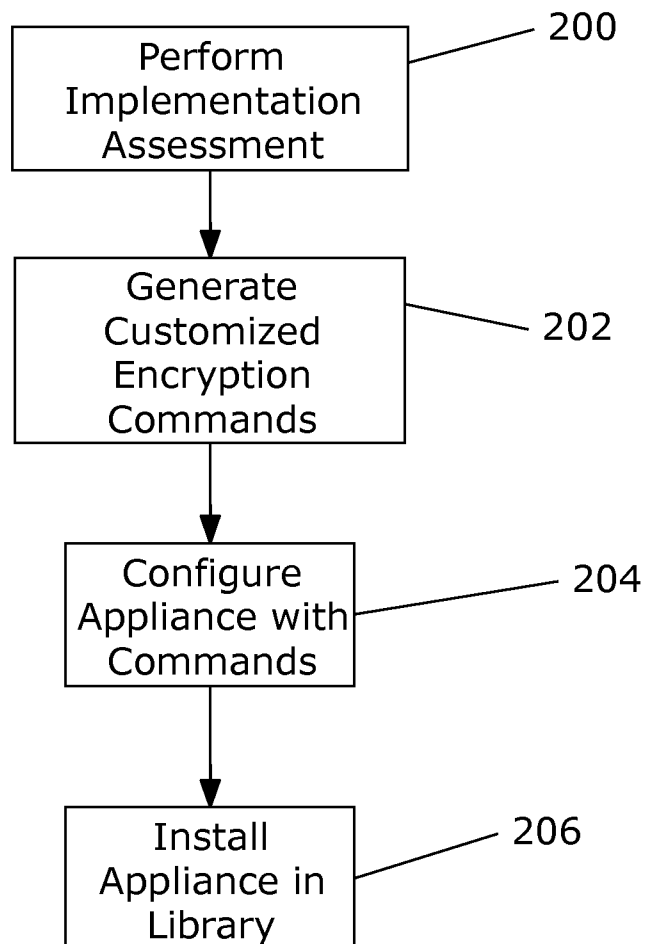 200
Perform
Implementation
Assessment
Generate
Customized
Encryption
Commands
202
Configure
Appliance with
Commands
204
Install
Appliance in
Library
206